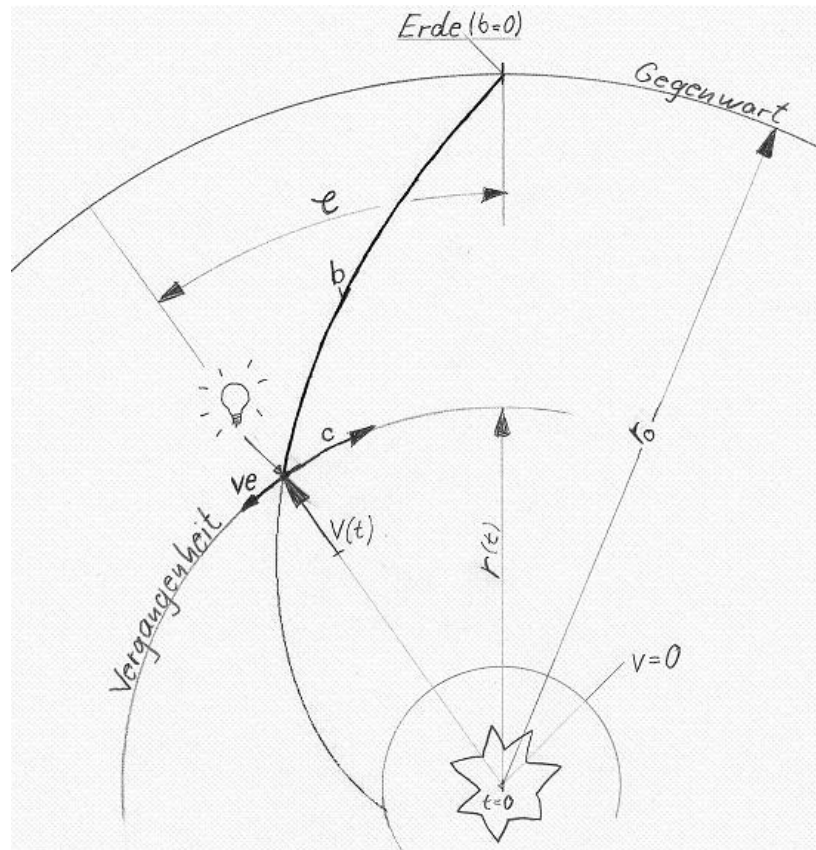 Erde (b=0)
Gegenwart
b
c
ve
V(t)
r(t)
r₀
Vergangenheit
v=0
t=0